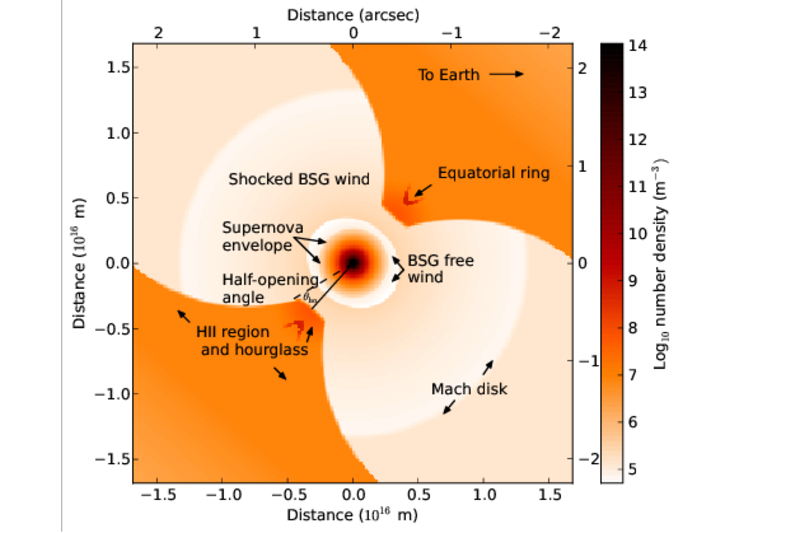 Distance (arcsec)
2 1 0 −1 −2
1.5
1.0
0.5
0.0
−0.5
−1.0
−1.5
Distance (10¹⁶ m)
To Earth
Equatorial ring
Shocked BSG wind
Supernova
envelope
BSG free
wind
Half-opening
angle
θho
HII region
and hourglass
Mach disk
2
1
0
−1
−2
−1.5 −1.0 −0.5 0.0 0.5 1.0 1.5
Distance (10¹⁶ m)
14
13
12
11
10
9
8
7
6
5
Log₁₀ number density (m⁻³)